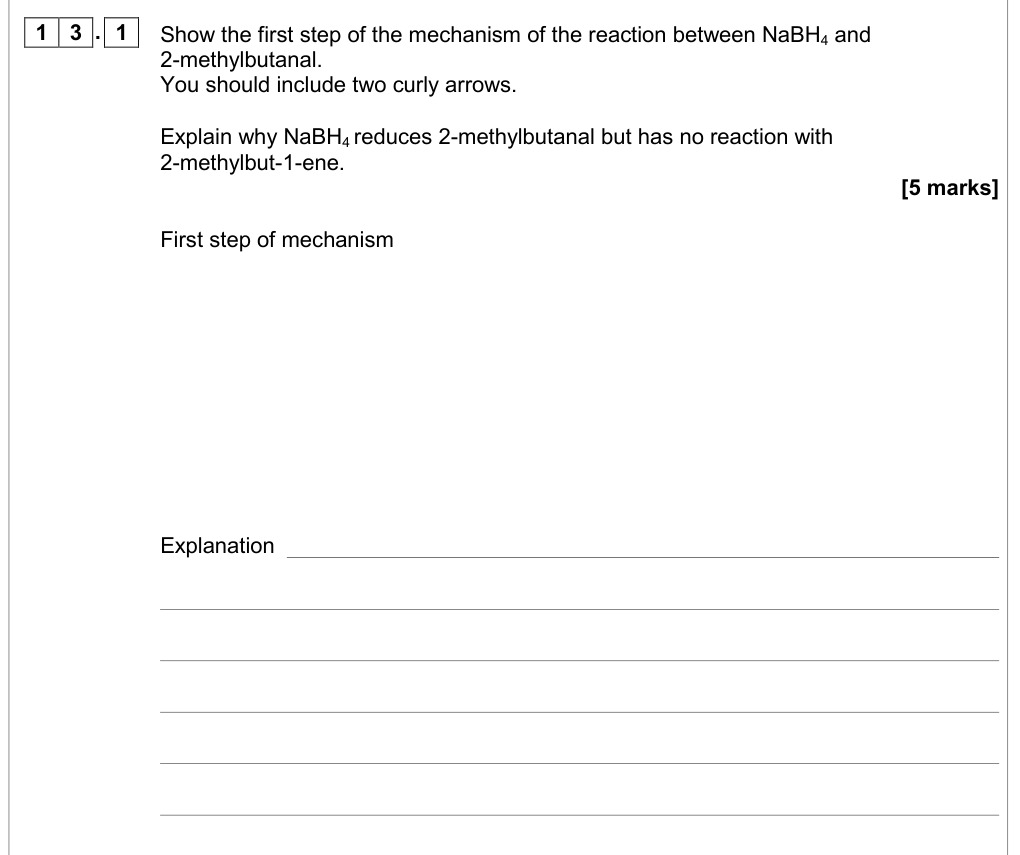 1 3 . 1 Show the first step of the mechanism of the reaction between NaBH₄ and
2-methylbutanal.
You should include two curly arrows.
Explain why NaBH₄ reduces 2-methylbutanal but has no reaction with
2-methylbut-1-ene.
[5 marks]
First step of mechanism
Explanation